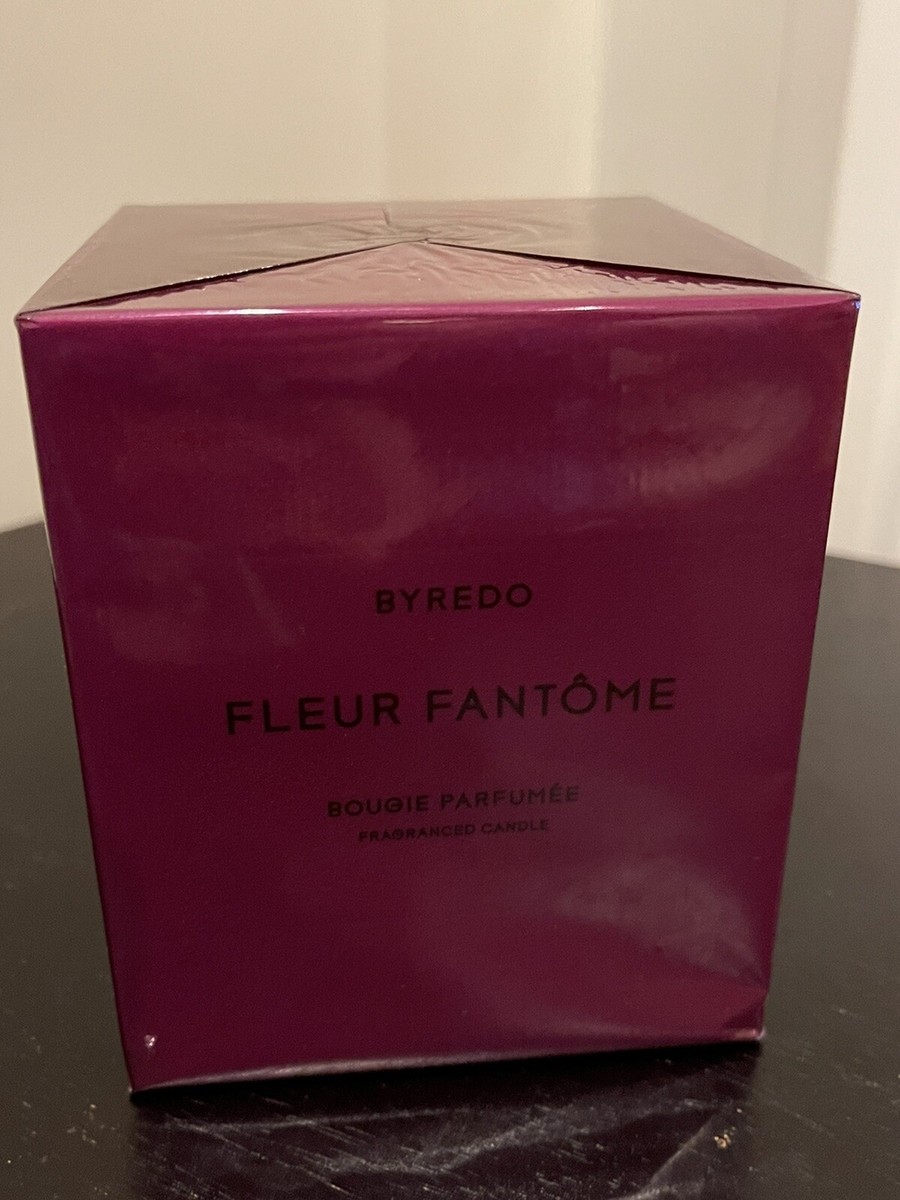 BYREDO
FLEUR FANTÔME
BOUGIE PARFUMÉE
FRAGRANCED CANDLE